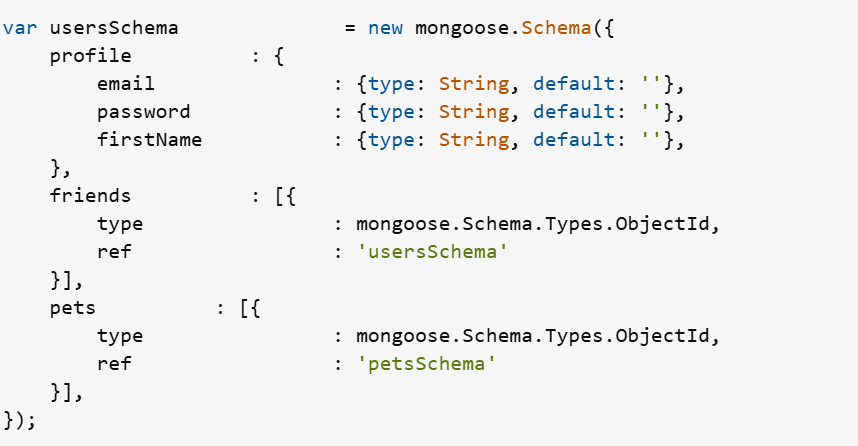 var usersSchema              = new mongoose.Schema({
    profile          : {
        email               : {type: String, default: ''},
        password            : {type: String, default: ''},
        firstName           : {type: String, default: ''},
    },
    friends          : [{
        type                : mongoose.Schema.Types.ObjectId,
        ref                 : 'usersSchema'
    }],
    pets          : [{
        type                : mongoose.Schema.Types.ObjectId,
        ref                 : 'petsSchema'
    }],
});